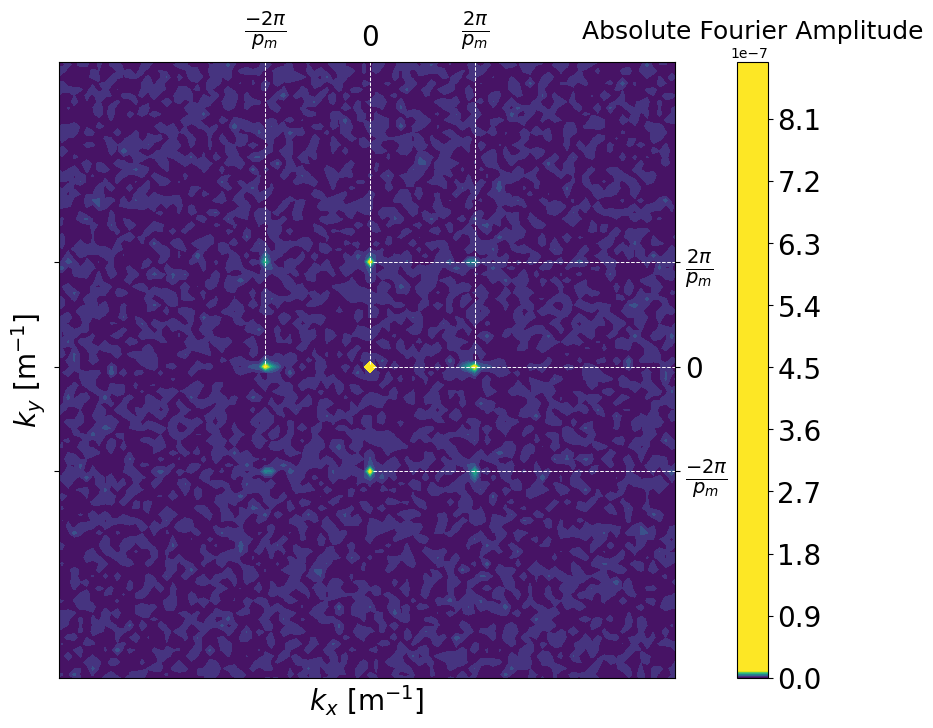 Absolute Fourier Amplitude
1e−7
−2π/p_m 0 2π/p_m
8.1
7.2
6.3
5.4
4.5
3.6
2.7
1.8
0.9
0.0
2π/p_m
0
−2π/p_m
k_y [m⁻¹]
k_x [m⁻¹]